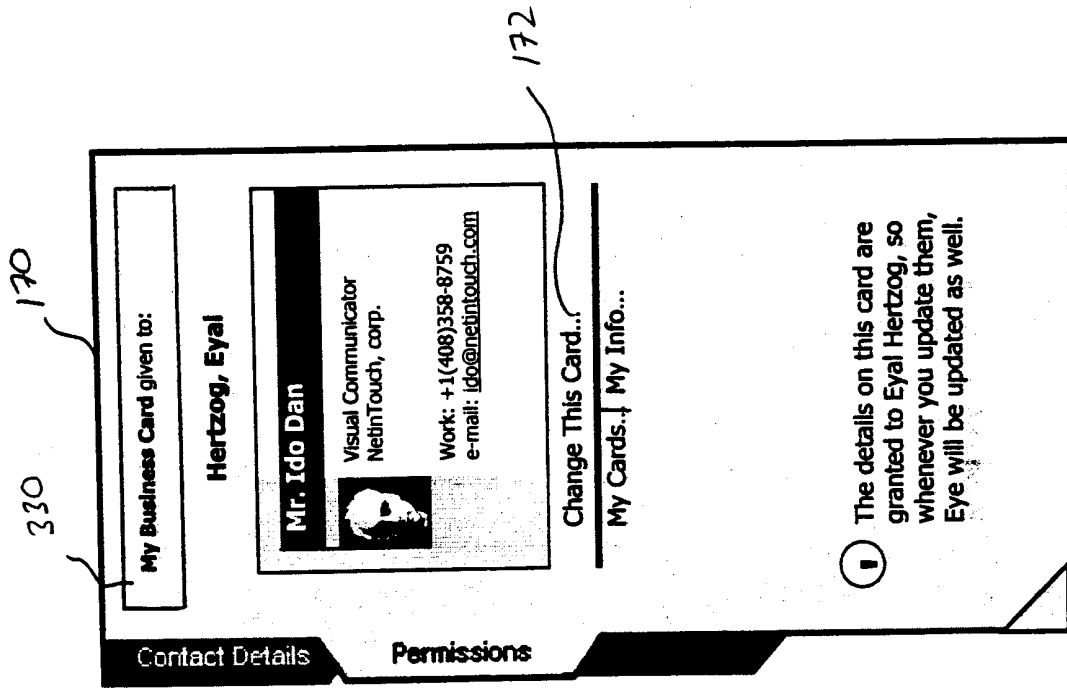 170
330
My Business Card given to:
Hertzog, Eyal
Mr. Ido Dan
Visual Communicator
NetinTouch, corp.
Work: +1(408)358-8759
e-mail: ido@netintouch.com
Change This Card...
172
My Cards..| My Info...
The details on this card are
granted to Eyal Hertzog, so
whenever you update them,
Eye will be updated as well.
Contact Details
Permissions